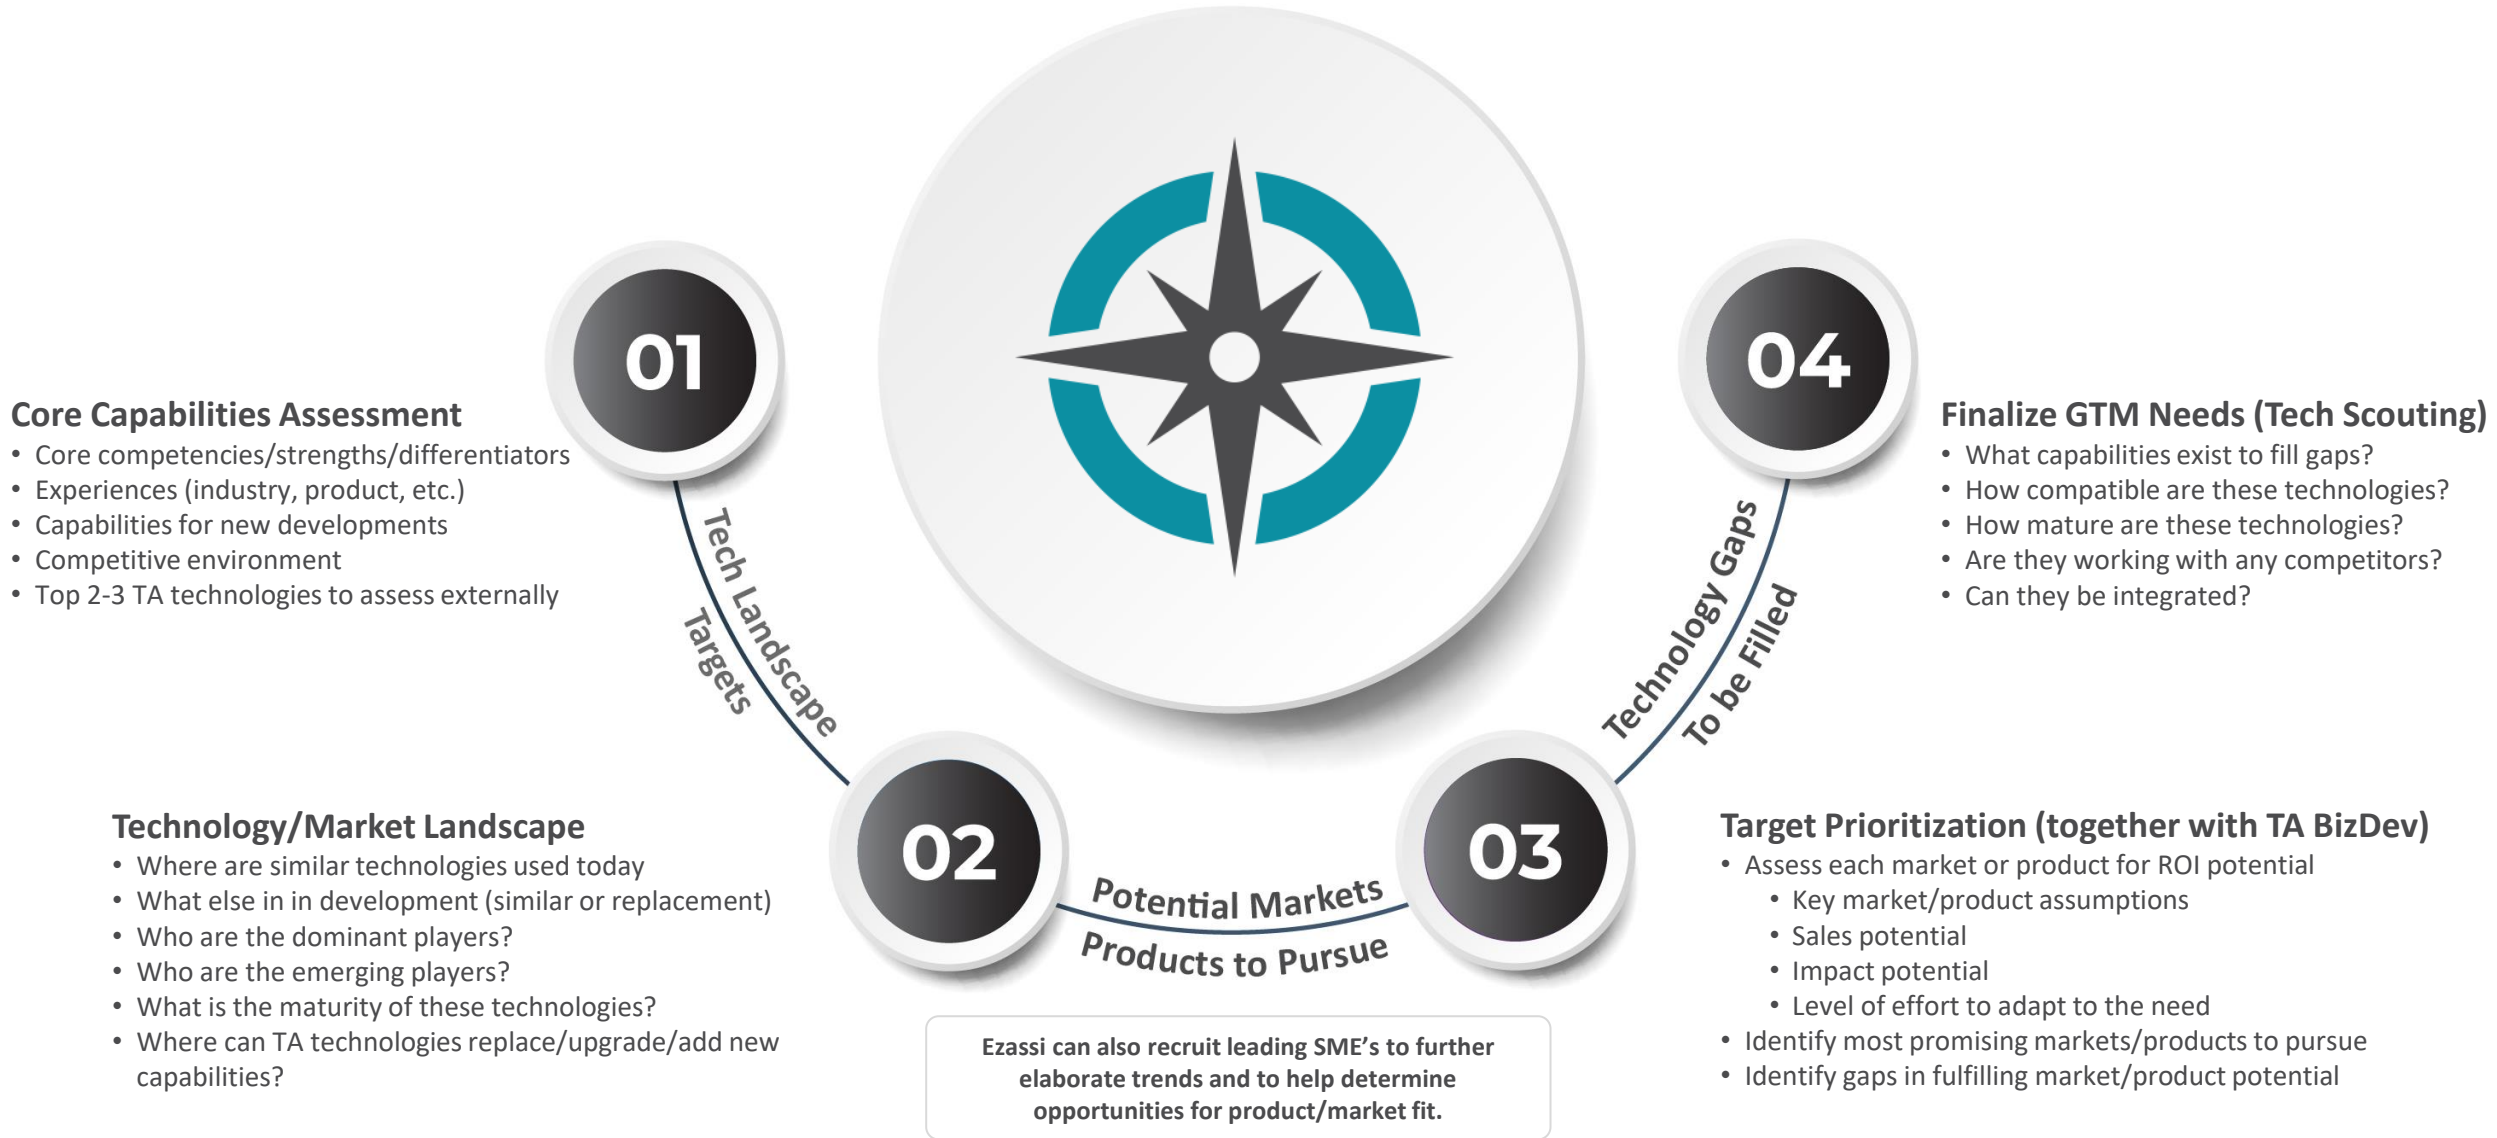 01
Core Capabilities Assessment
• Core competencies/strengths/differentiators
• Experiences (industry, product, etc.)
• Capabilities for new developments
• Competitive environment
• Top 2-3 TA technologies to assess externally
Tech Landscape
Targets
02
Technology/Market Landscape
• Where are similar technologies used today
• What else in in development (similar or replacement)
• Who are the dominant players?
• Who are the emerging players?
• What is the maturity of these technologies?
• Where can TA technologies replace/upgrade/add new
capabilities?
Potential Markets
Products to Pursue
Ezassi can also recruit leading SME’s to further
elaborate trends and to help determine
opportunities for product/market fit.
03
Target Prioritization (together with TA BizDev)
• Assess each market or product for ROI potential
• Key market/product assumptions
• Sales potential
• Impact potential
• Level of effort to adapt to the need
• Identify most promising markets/products to pursue
• Identify gaps in fulfilling market/product potential
Technology Gaps
To be Filled
04
Finalize GTM Needs (Tech Scouting)
• What capabilities exist to fill gaps?
• How compatible are these technologies?
• How mature are these technologies?
• Are they working with any competitors?
• Can they be integrated?